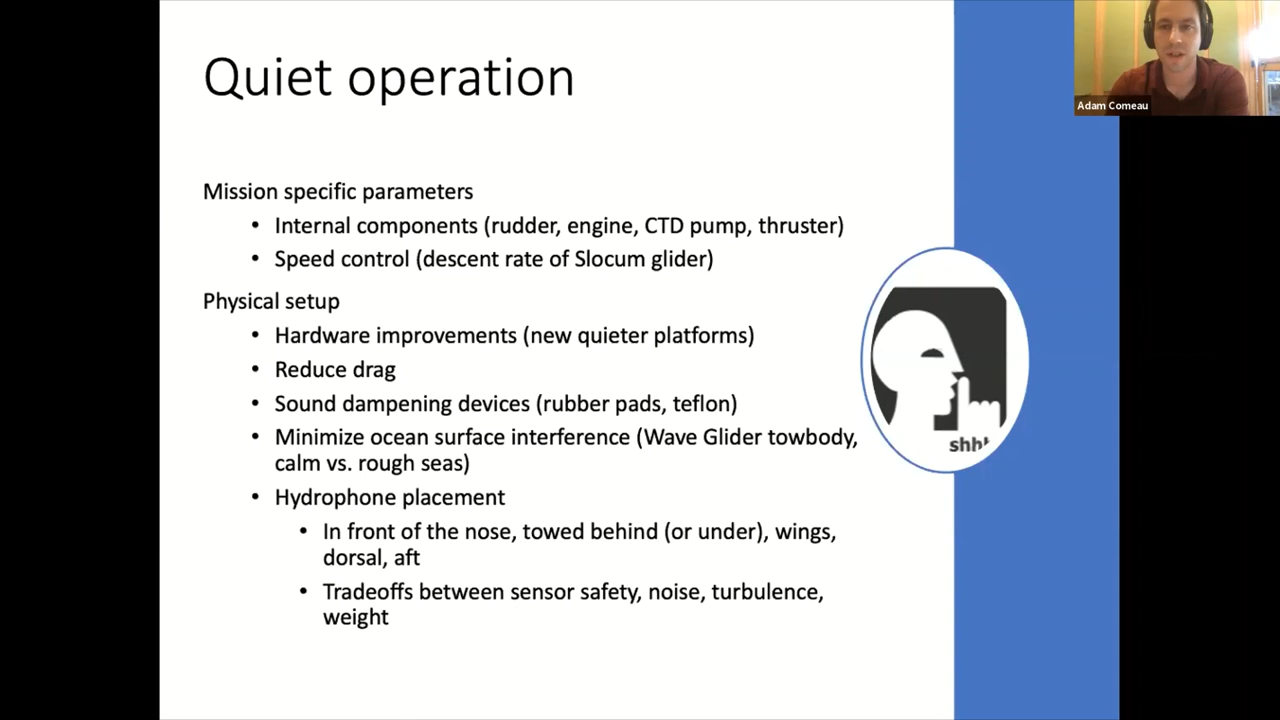 Quiet operation
Adam Comeau
Mission specific parameters
• Internal components (rudder, engine, CTD pump, thruster)
• Speed control (descent rate of Slocum glider)
Physical setup
• Hardware improvements (new quieter platforms)
• Reduce drag
• Sound dampening devices (rubber pads, teflon)
• Minimize ocean surface interference (Wave Glider towbody,
calm vs. rough seas)
• Hydrophone placement
• In front of the nose, towed behind (or under), wings,
dorsal, aft
• Tradeoffs between sensor safety, noise, turbulence,
weight
shh!